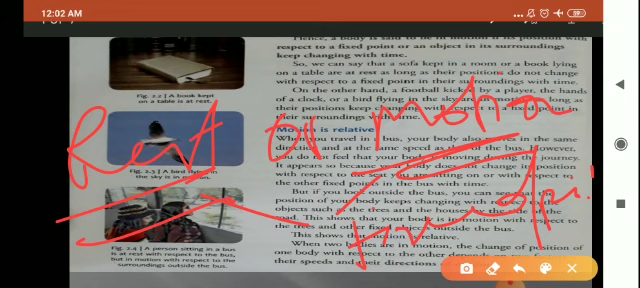 12:02 AM
59
Hence, a body is said to be in motion if its position
with respect to a fixed point or an object in its surroundings
keep changing with time.
So, we can say that a sofa kept in a room or a book lying
on a table are at rest as long as their positions do not change
with respect to a fixed point in their surroundings with time.
On the other hand, a football kicked by a player, the hands
of a clock, or a bird flying in the sky are in motion as long as
their positions keep changing with respect to a fixed point in
their surroundings with time.
Motion is relative
When you travel in a bus, your body also moves in the same
direction and at the same speed as the of the bus. However,
you do not feel that your body is moving during the journey.
It appears so because your body does not change its position
with respect to the seat you are sitting on or with respect to
the other fixed points in the bus with time.
But if you look outside the bus, you can see that the
position of your body keeps changing with respect to the
objects such as the trees and the houses by the side of the
road. This shows that your body is in motion with respect to
the trees and other fixed objects outside the bus.
This shows that motion is relative.
When two bodies are in motion, the change of position of
one body with respect to the other depends on
their speeds and their directions
Fig. 2.2 A book kept
on a table is at rest.
Fig. 2.3 A bird flying in
the sky is in motion.
Fig. 2.4 A person sitting in a bus
is at rest with respect to the bus,
but in motion with respect to the
surroundings outside the bus.
Rest or motion